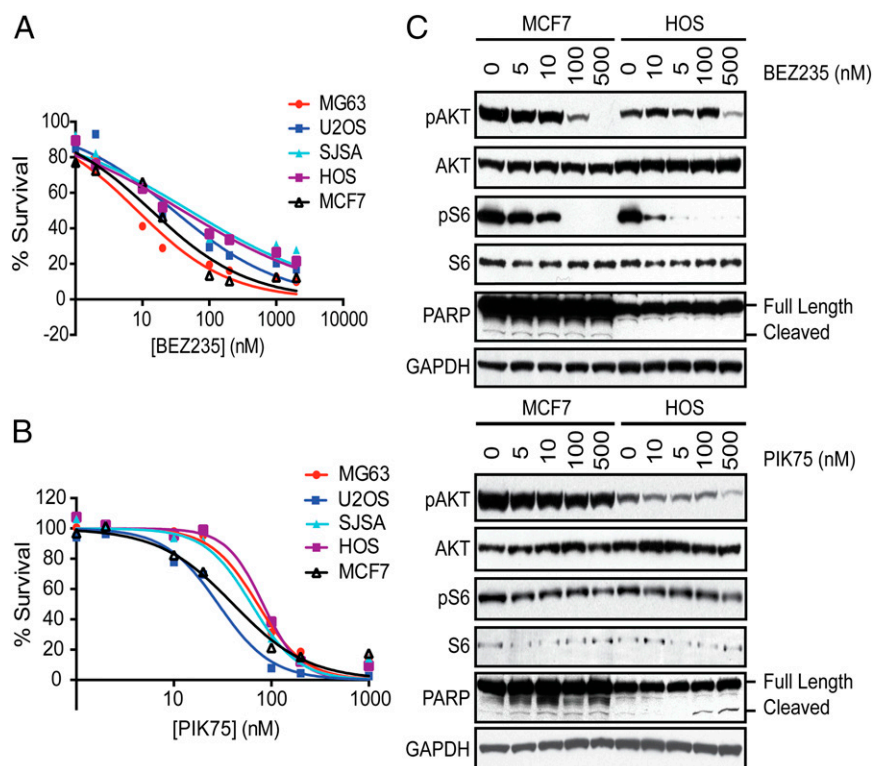 A
100
80
60
40
20
0
-20
% Survival
10 100 1000 10000
[BEZ235] (nM)
MG63
U2OS
SJSA
HOS
MCF7
B
120
100
80
60
40
20
0
% Survival
10 100 1000
[PIK75] (nM)
MG63
U2OS
SJSA
HOS
MCF7
C
MCF7 HOS
0 5 10 100 500 0 10 5 100 500
BEZ235 (nM)
pAKT
AKT
pS6
S6
PARP
Full Length
Cleaved
GAPDH
MCF7 HOS
0 5 10 100 500 0 10 5 100 500
PIK75 (nM)
pAKT
AKT
pS6
S6
PARP
Full Length
Cleaved
GAPDH